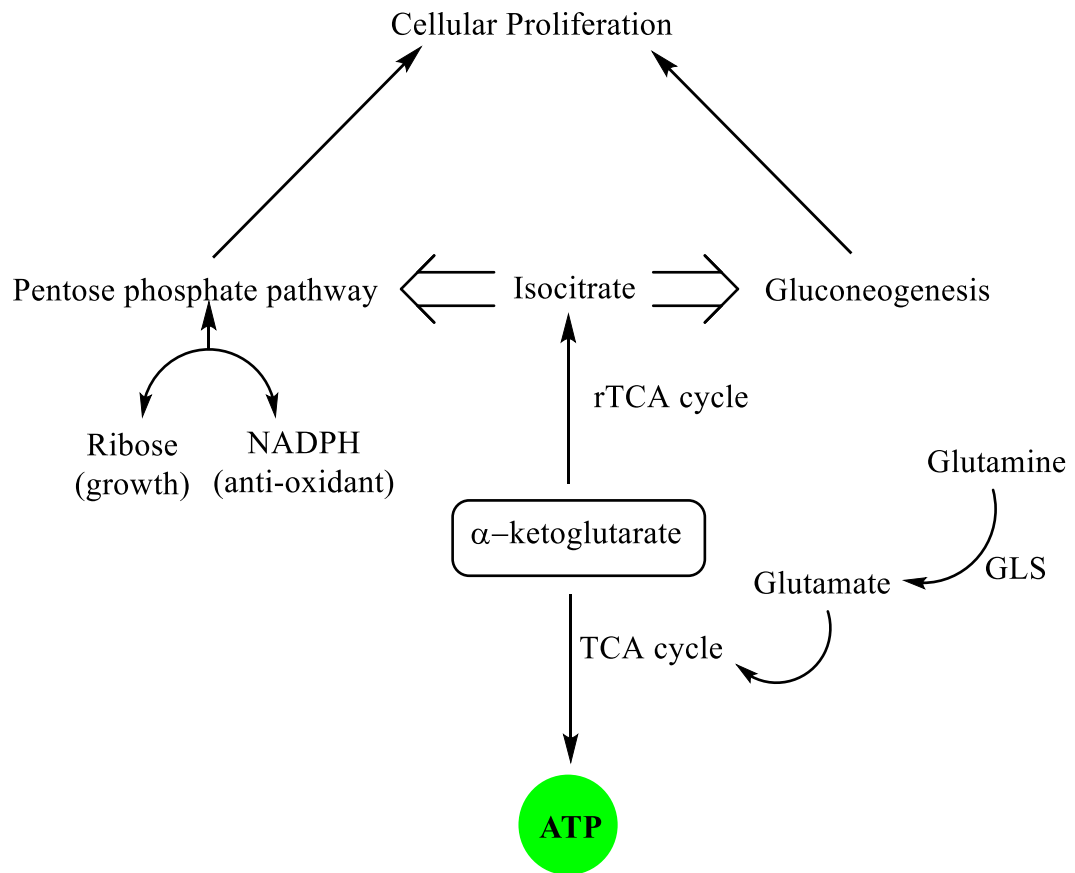 Cellular Proliferation
Pentose phosphate pathway
Isocitrate
Gluconeogenesis
rTCA cycle
Ribose
(growth)
NADPH
(anti-oxidant)
Glutamine
α–ketoglutarate
GLS
Glutamate
TCA cycle
ATP